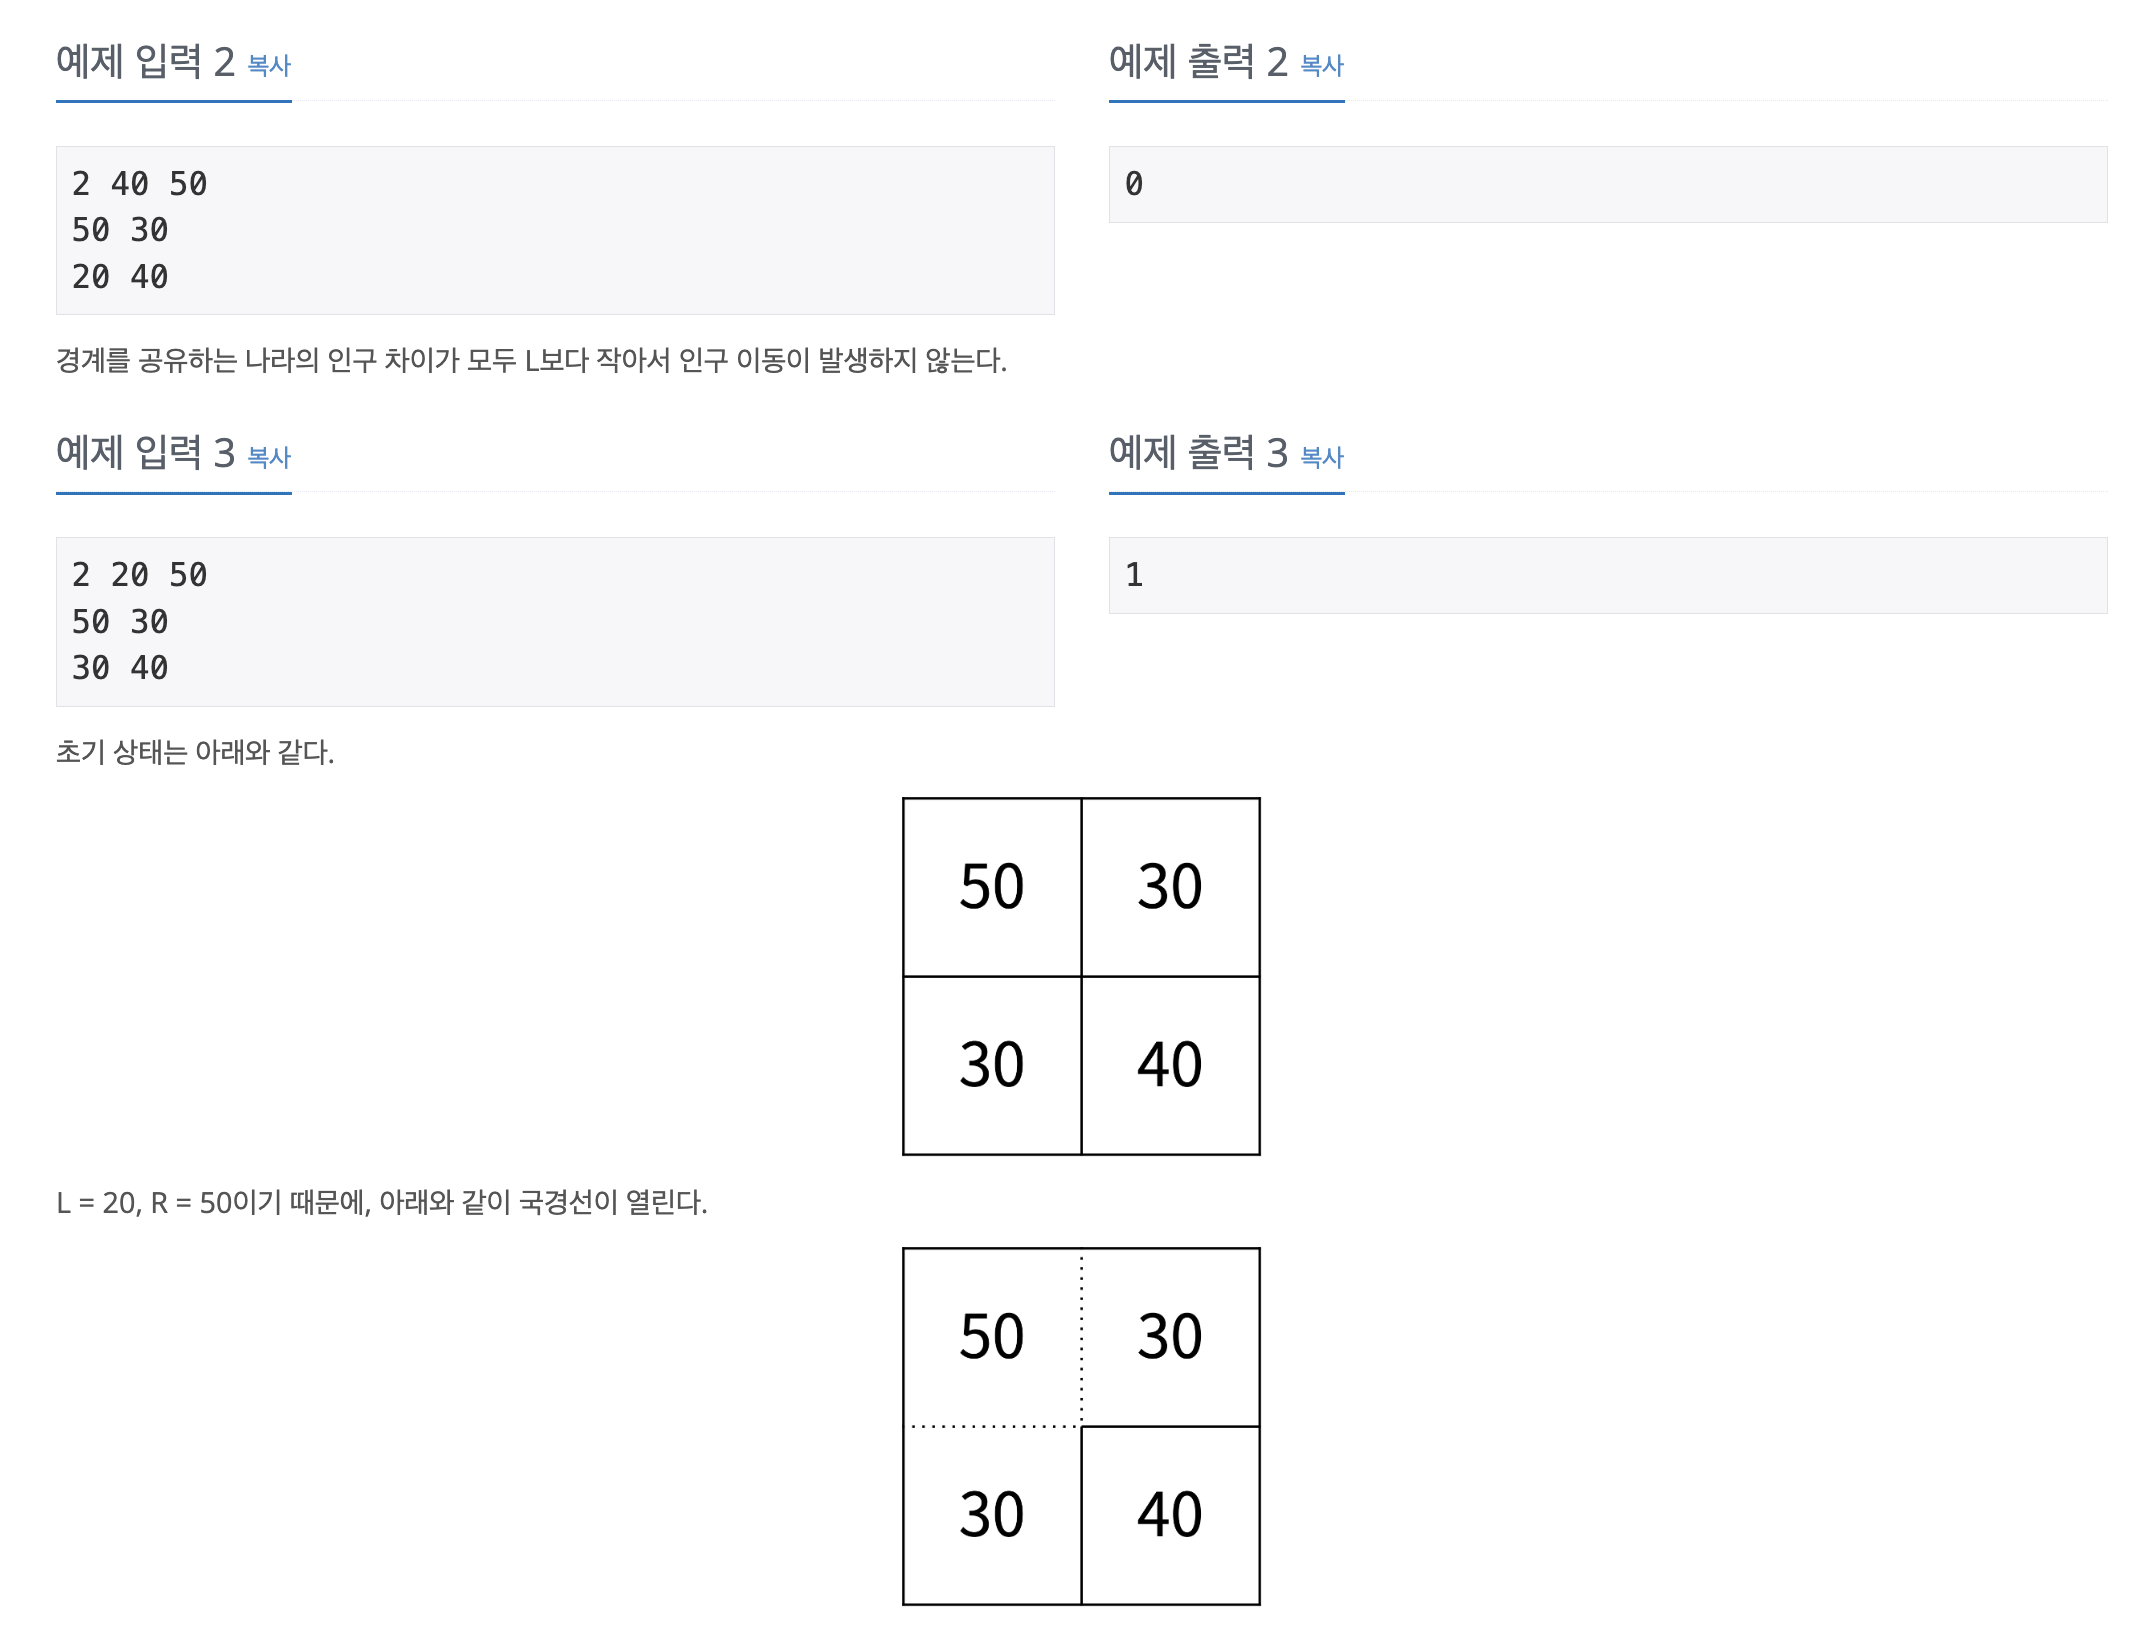 예제 입력 2 복사
2 40 50
50 30
20 40
예제 출력 2 복사
0
경계를 공유하는 나라의 인구 차이가 모두 L보다 작아서 인구 이동이 발생하지 않는다.
예제 입력 3 복사
2 20 50
50 30
30 40
예제 출력 3 복사
1
초기 상태는 아래와 같다.
50 30
30 40
L = 20, R = 50이기 때문에, 아래와 같이 국경선이 열린다.
50 30
30 40